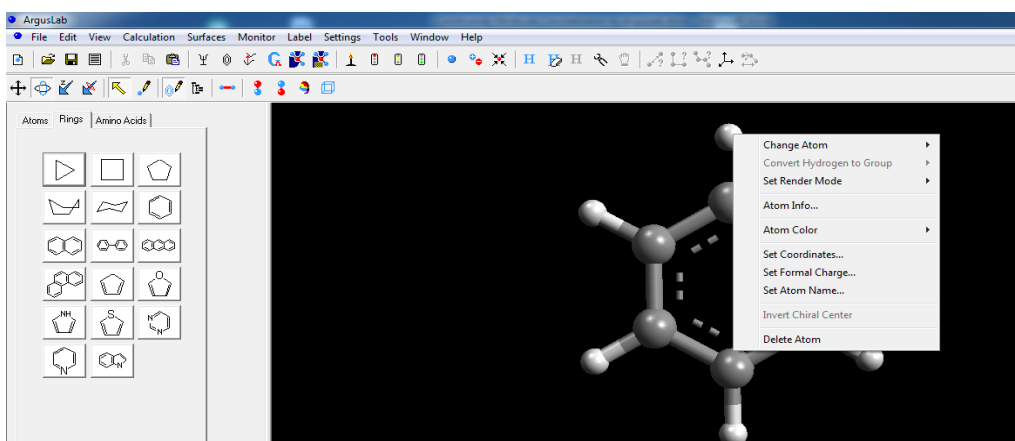 ArgusLab
File Edit View Calculation Surfaces Monitor Label Settings Tools Window Help
Atoms Rings Amino Acids
O
NH S N N
N N
Change Atom
Convert Hydrogen to Group
Set Render Mode
Atom Info...
Atom Color
Set Coordinates...
Set Formal Charge...
Set Atom Name...
Invert Chiral Center
Delete Atom